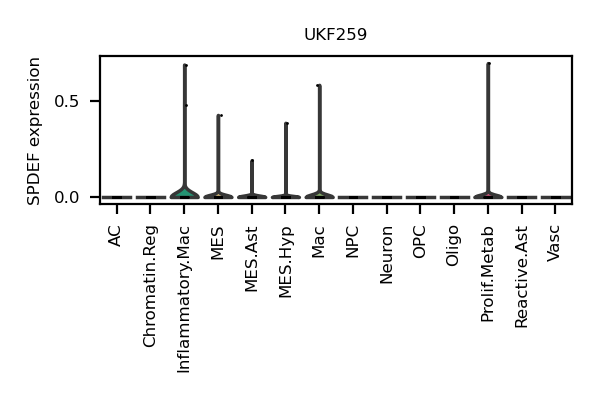 UKF259
SPDEF expression
0.5
0.0
AC
Chromatin.Reg
Inflammatory.Mac
MES
MES.Ast
MES.Hyp
Mac
NPC
Neuron
OPC
Oligo
Prolif.Metab
Reactive.Ast
Vasc